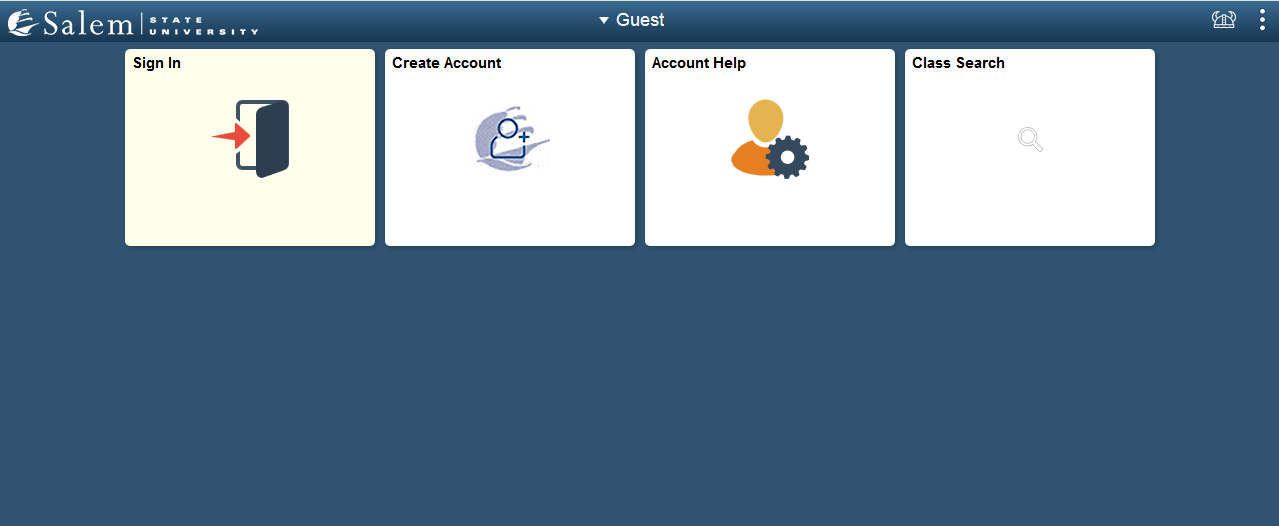 Salem STATE
UNIVERSITY
Guest
Sign In
Create Account
Account Help
Class Search